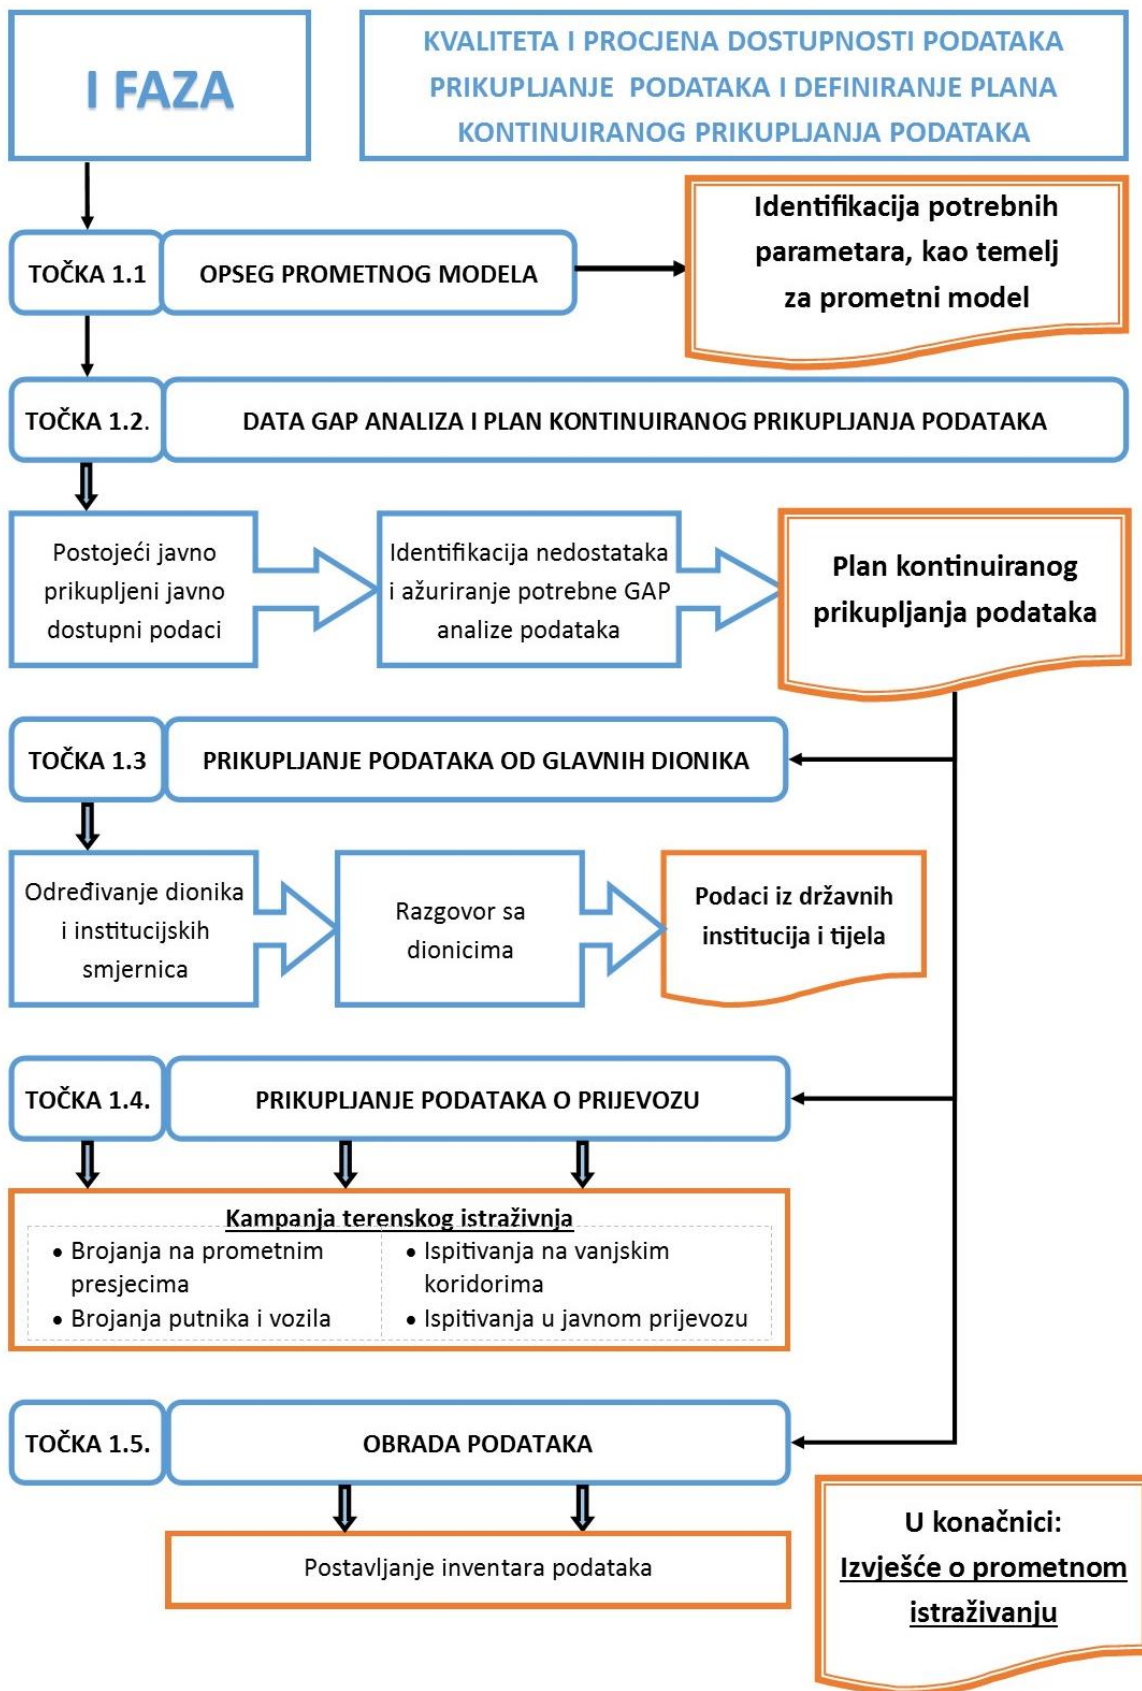 I FAZA
KVALITETA I PROCJENA DOSTUPNOSTI PODATAKA
PRIKUPLJANJE PODATAKA I DEFINIRANJE PLANA
KONTINUIRANOG PRIKUPLJANJA PODATAKA
Identifikacija potrebnih
parametara, kao temelj
za prometni model
TOČKA 1.1
OPSEG PROMETNOG MODELA
TOČKA 1.2.
DATA GAP ANALIZA I PLAN KONTINUIRANOG PRIKUPLJANJA PODATAKA
Postojeći javno
prikupljeni javno
dostupni podaci
Identifikacija nedostataka
i ažuriranje potrebne GAP
analize podataka
Plan kontinuiranog
prikupljanja podataka
TOČKA 1.3
PRIKUPLJANJE PODATAKA OD GLAVNIH DIONIKA
Određivanje dionika
i institucijskih
smjernica
Razgovor sa
dionicima
Podaci iz državnih
institucija i tijela
TOČKA 1.4.
PRIKUPLJANJE PODATAKA O PRIJEVOZU
Kampanja terenskog istraživnja
• Brojanja na prometnim
presjecima
• Brojanja putnika i vozila
• Ispitivanja na vanjskim
koridorima
• Ispitivanja u javnom prijevozu
TOČKA 1.5.
OBRADA PODATAKA
Postavljanje inventara podataka
U konačnici:
Izvješće o prometnom
istraživanju